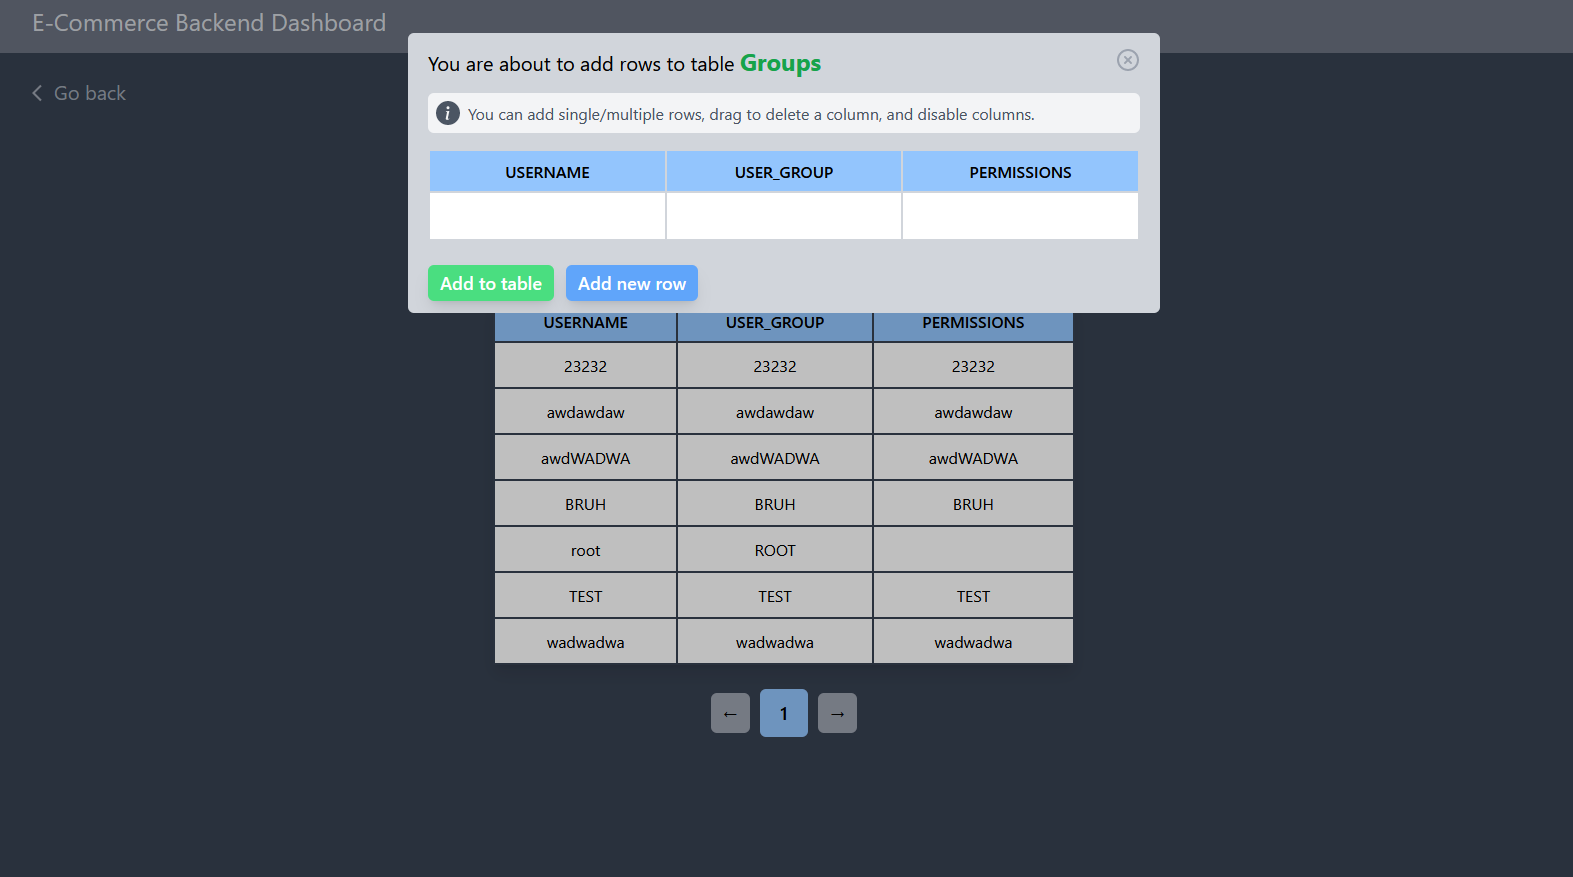 E-Commerce Backend Dashboard
You are about to add rows to table Groups
Go back
i You can add single/multiple rows, drag to delete a column, and disable columns.
USERNAME USER_GROUP PERMISSIONS
Add to table Add new row
USERNAME USER_GROUP PERMISSIONS
23232 23232 23232
awdawdaw awdawdaw awdawdaw
awdWADWA awdWADWA awdWADWA
BRUH BRUH BRUH
root ROOT
TEST TEST TEST
wadwadwa wadwadwa wadwadwa
← 1 →